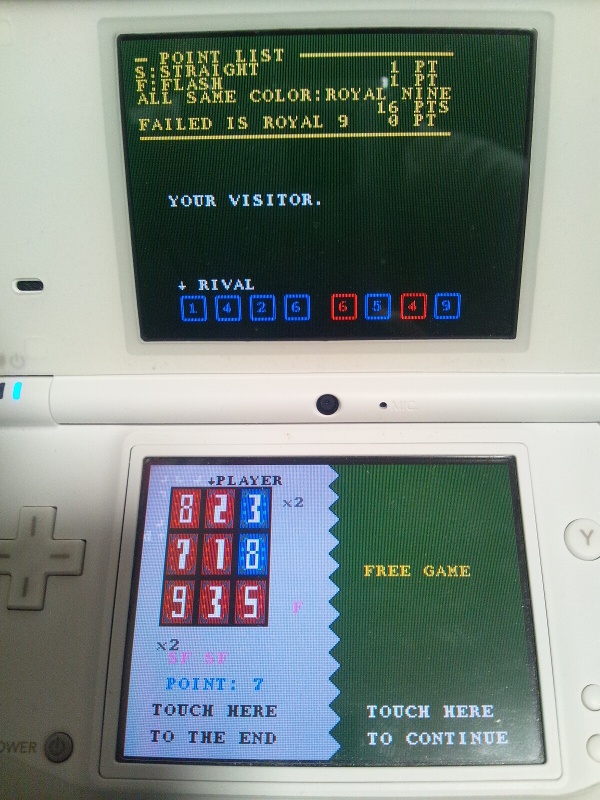 POINT LIST
S:STRAIGHT 1 PT
F:FLASH 1 PT
ALL SAME COLOR:ROYAL NINE
16 PTS
FAILED IS ROYAL 9 0 PT
YOUR VISITOR.
↓ RIVAL
1 4 2 6 6 5 4 9
MIC.
↓PLAYER
8 2 3 x2
7 1 8
9 3 5 F
x2
SF SF
POINT: 7
TOUCH HERE
TO THE END
FREE GAME
TOUCH HERE
TO CONTINUE
Y
POWER